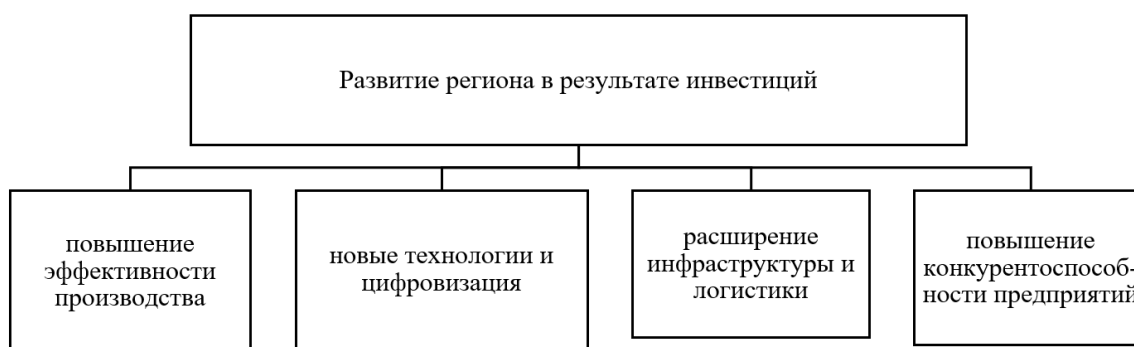 Развитие региона в результате инвестиций
повышение
эффективности
производства
новые технологии и
цифровизация
расширение
инфраструктуры и
логистики
повышение
конкурентоспособ-
ности предприятий